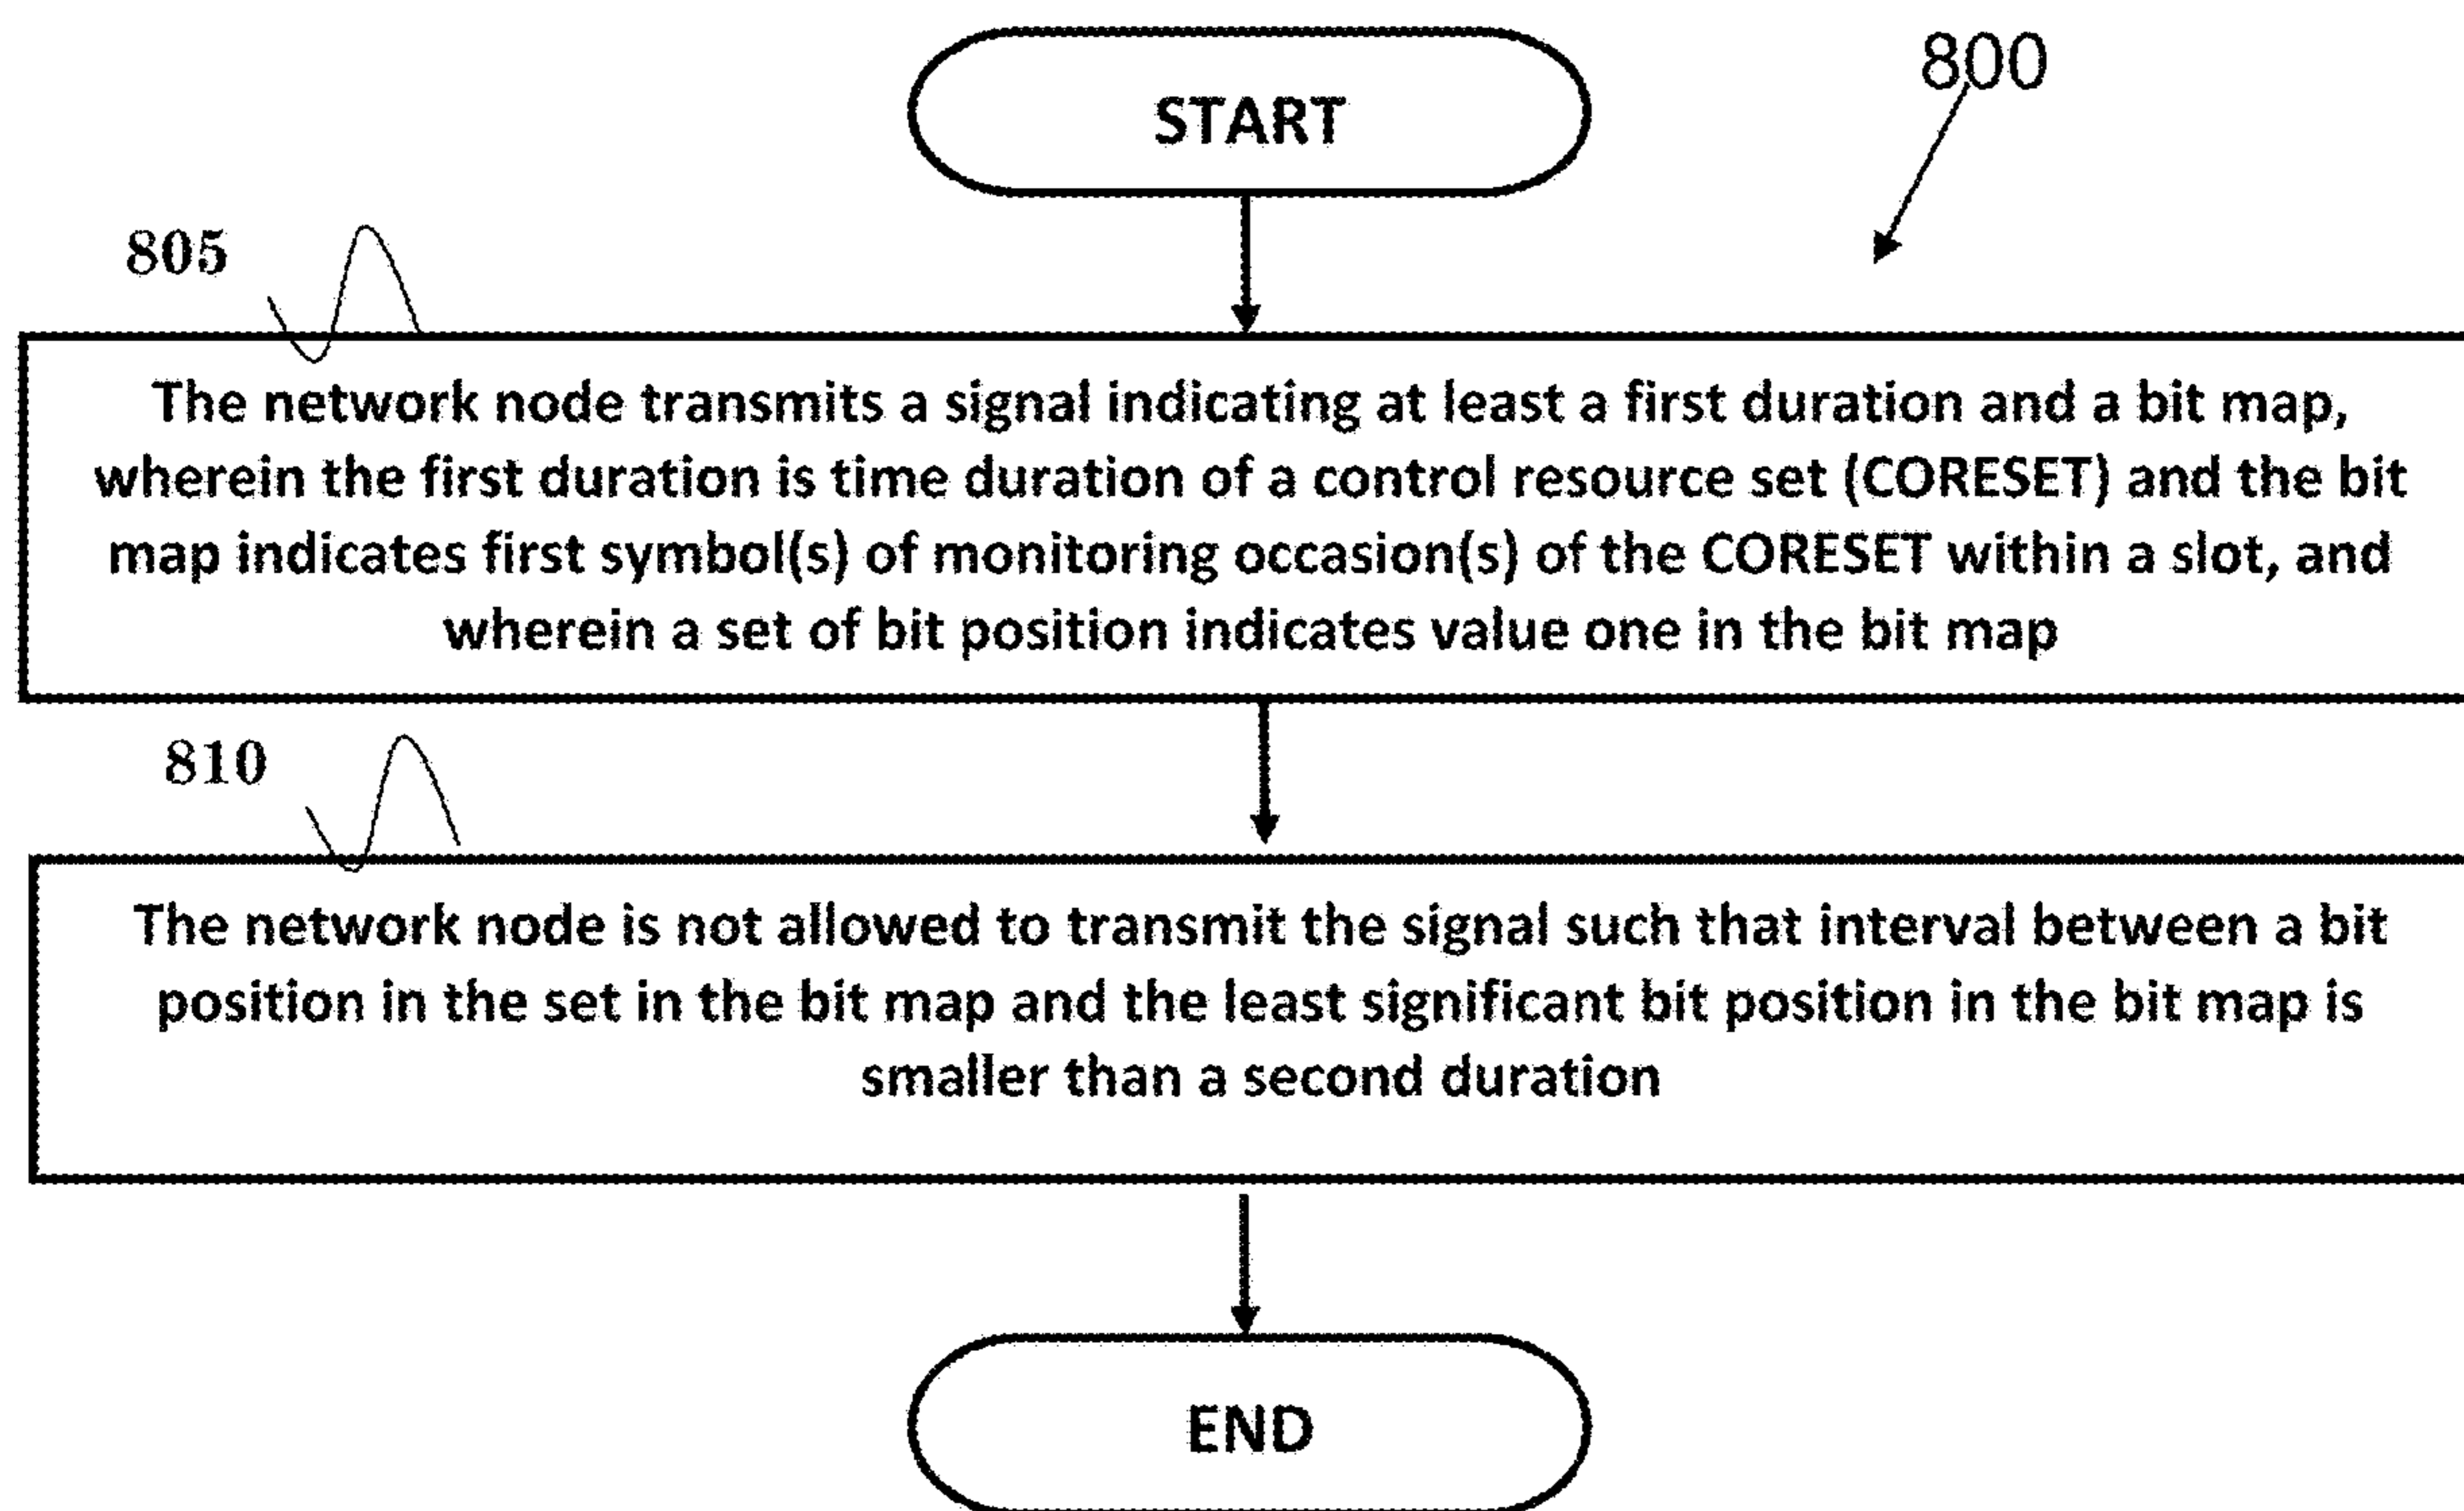 START
800
805
The network node transmits a signal indicating at least a first duration and a bit map,
wherein the first duration is time duration of a control resource set (CORESET) and the bit
map indicates first symbol(s) of monitoring occasion(s) of the CORESET within a slot, and
wherein a set of bit position indicates value one in the bit map
810
The network node is not allowed to transmit the signal such that interval between a bit
position in the set in the bit map and the least significant bit position in the bit map is
smaller than a second duration
END